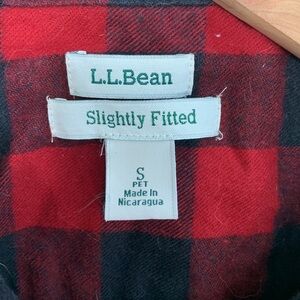 L.L.Bean
Slightly Fitted
S
PET
Made In
Nicaragua